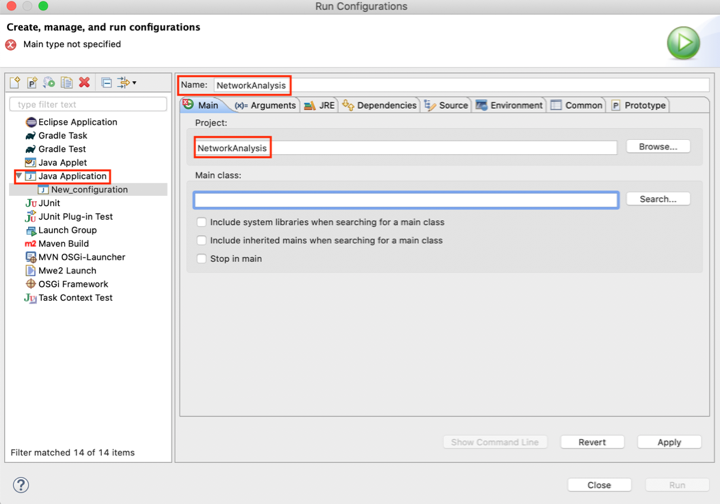 Run Configurations
Create, manage, and run configurations
Main type not specified
type filter text
Eclipse Application
Gradle Task
Gradle Test
Java Applet
Java Application
New_configuration
JUnit
JUnit Plug-in Test
Launch Group
Maven Build
MVN OSGi-Launcher
Mwe2 Launch
OSGi Framework
Task Context Test
Filter matched 14 of 14 items
Name: NetworkAnalysis
Main (x)= Arguments JRE Dependencies Source Environment Common Prototype
Project:
NetworkAnalysis Browse...
Main class:
Search...
Include system libraries when searching for a main class
Include inherited mains when searching for a main class
Stop in main
Show Command Line Revert Apply
? Close Run